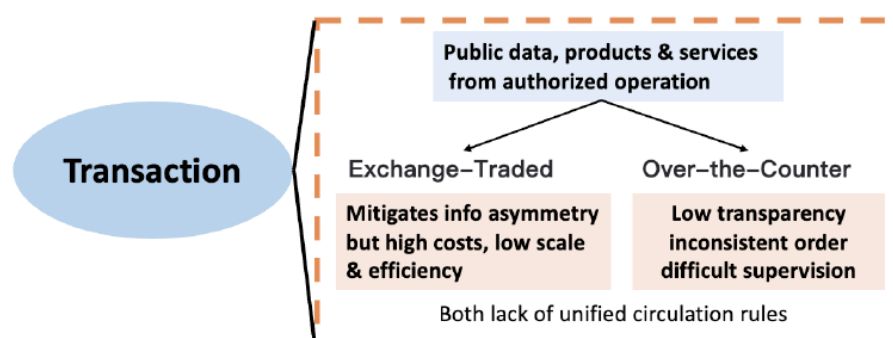 Public data, products & services
from authorized operation
Transaction
Exchange-Traded
Over-the-Counter
Mitigates info asymmetry
but high costs, low scale
& efficiency
Low transparency
inconsistent order
difficult supervision
Both lack of unified circulation rules